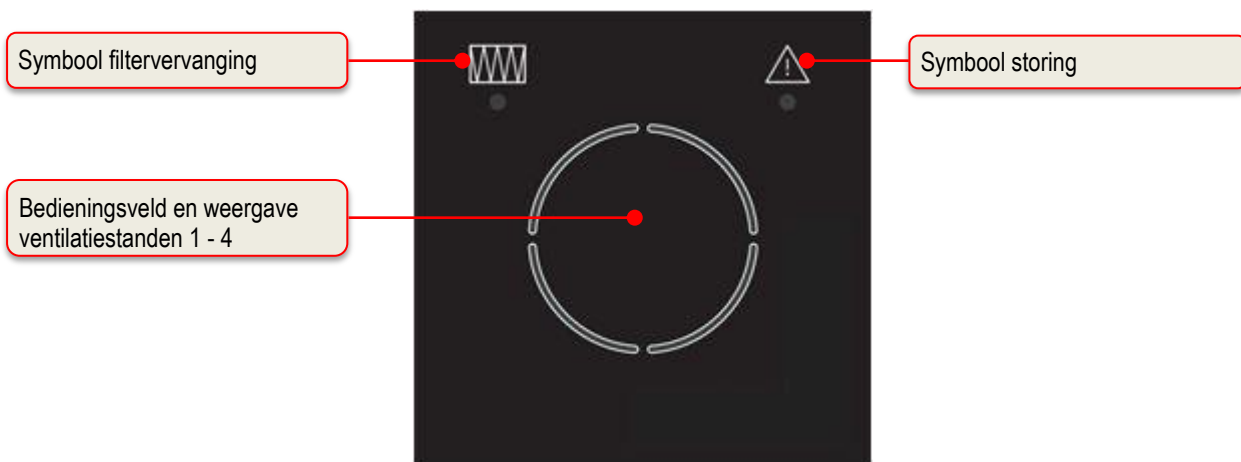 Symbool filtervervanging
Symbool storing
Bedieningsveld en weergave
ventilatiestanden 1 - 4